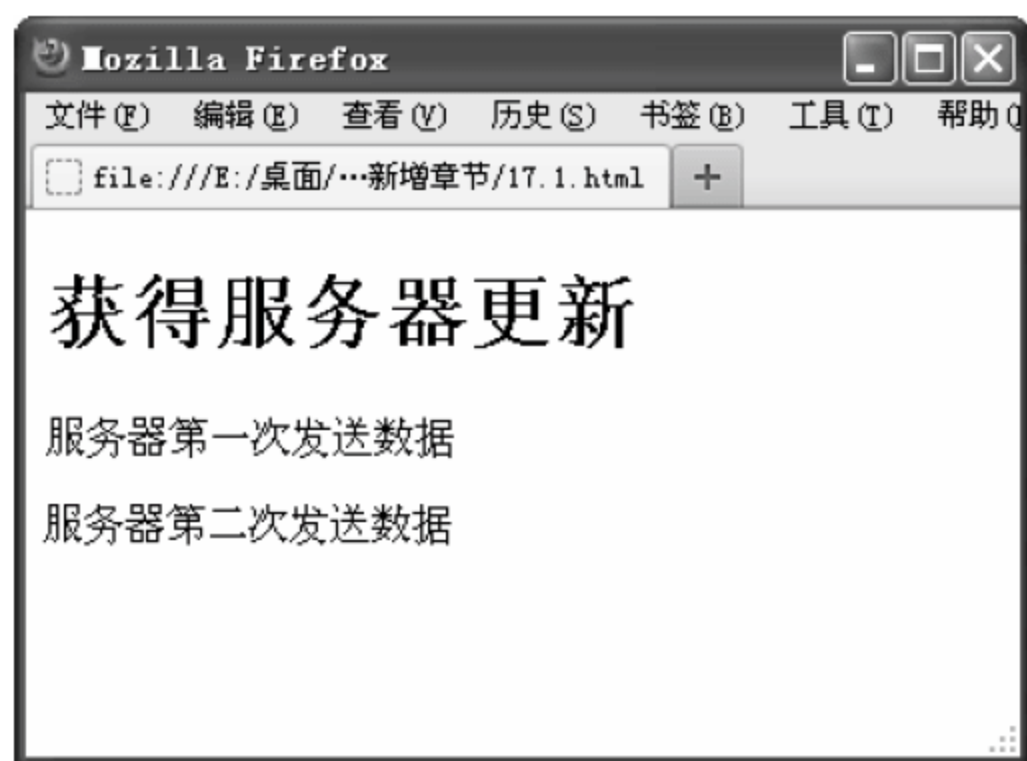 Mozilla Firefox
文件(F) 编辑(E) 查看(V) 历史(S) 书签(B) 工具(T) 帮助(
file:///E:/桌面/…新增章节/17.1.html +
获得服务器更新
服务器第一次发送数据
服务器第二次发送数据